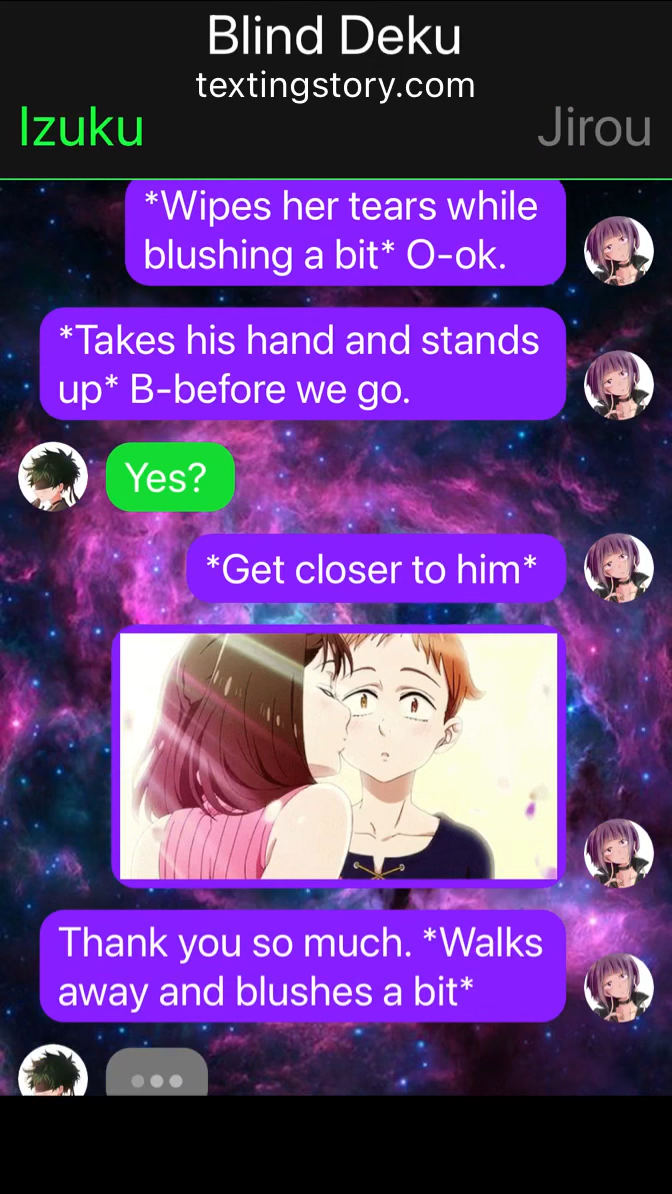 Blind Deku
textingstory.com
Izuku
Jirou
*Wipes her tears while
blushing a bit* O-ok.
*Takes his hand and stands
up* B-before we go.
Yes?
*Get closer to him*
Thank you so much. *Walks
away and blushes a bit*